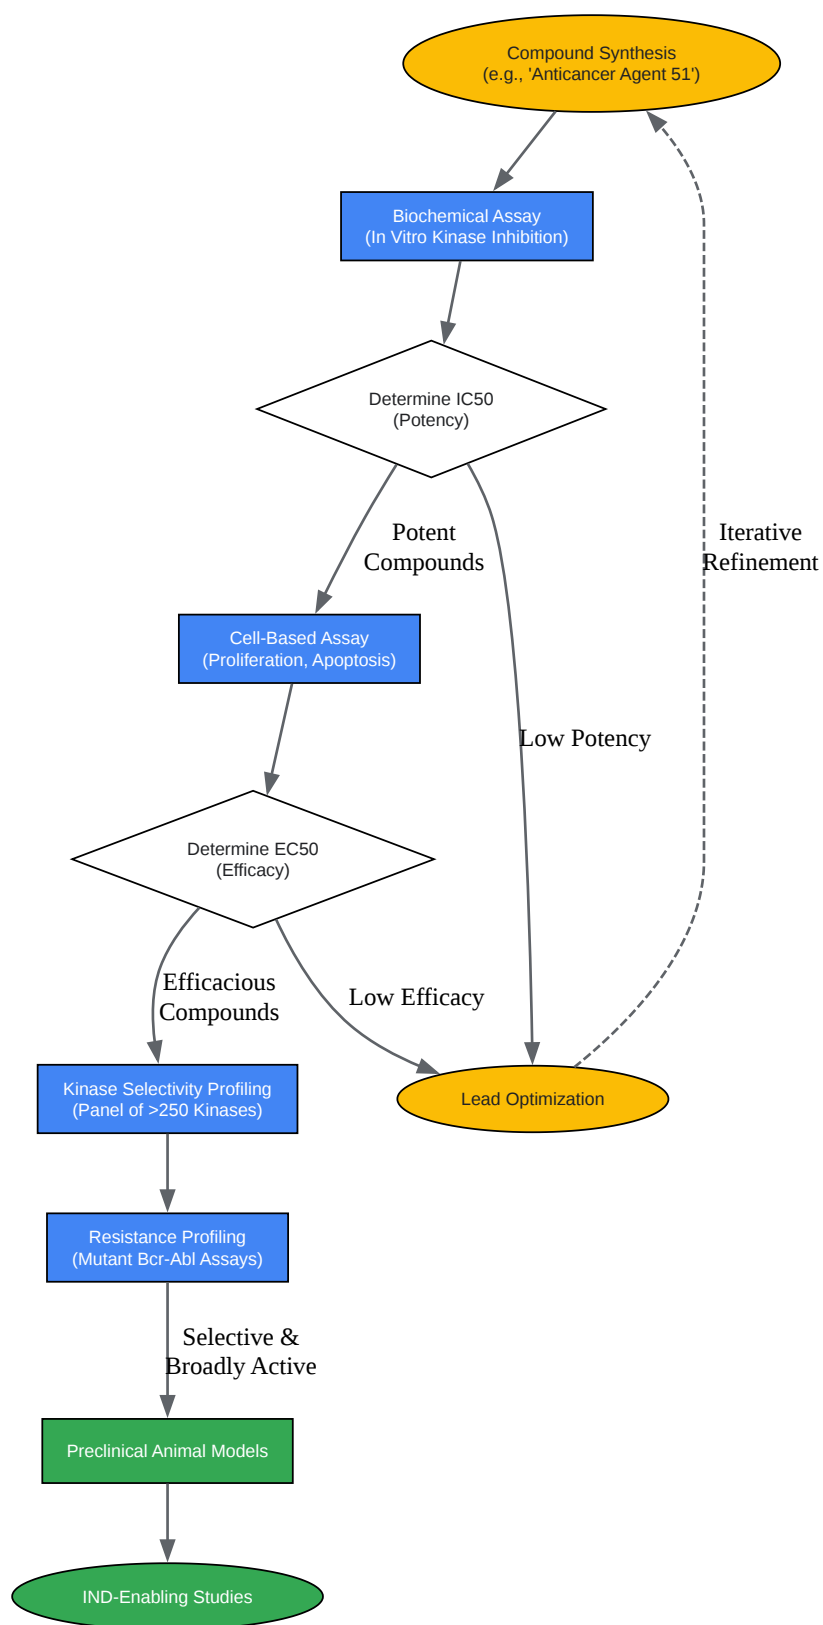 Compound Synthesis
(e.g., 'Anticancer Agent 51')
Biochemical Assay
(In Vitro Kinase Inhibition)
Determine IC50
(Potency)
Potent
Compounds
Iterative
Refinement
Cell-Based Assay
(Proliferation, Apoptosis)
Low Potency
Determine EC50
(Efficacy)
Efficacious
Compounds
Low Efficacy
Kinase Selectivity Profiling
(Panel of >250 Kinases)
Lead Optimization
Resistance Profiling
(Mutant Bcr-Abl Assays)
Selective &
Broadly Active
Preclinical Animal Models
IND-Enabling Studies